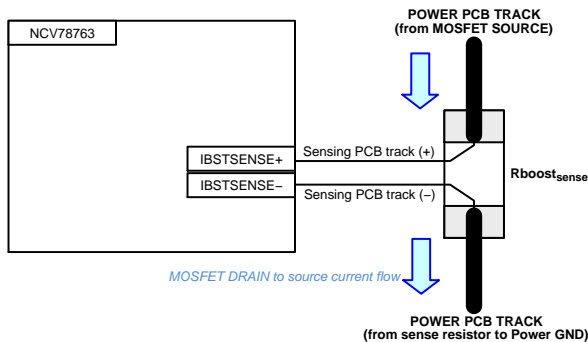 POWER PCB TRACK
(from MOSFET SOURCE)
NCV78763
IBSTSENSE+
Sensing PCB track (+)
Rboostsense
IBSTSENSE−
Sensing PCB track (−)
MOSFET DRAIN to source current flow
POWER PCB TRACK
(from sense resistor to Power GND)